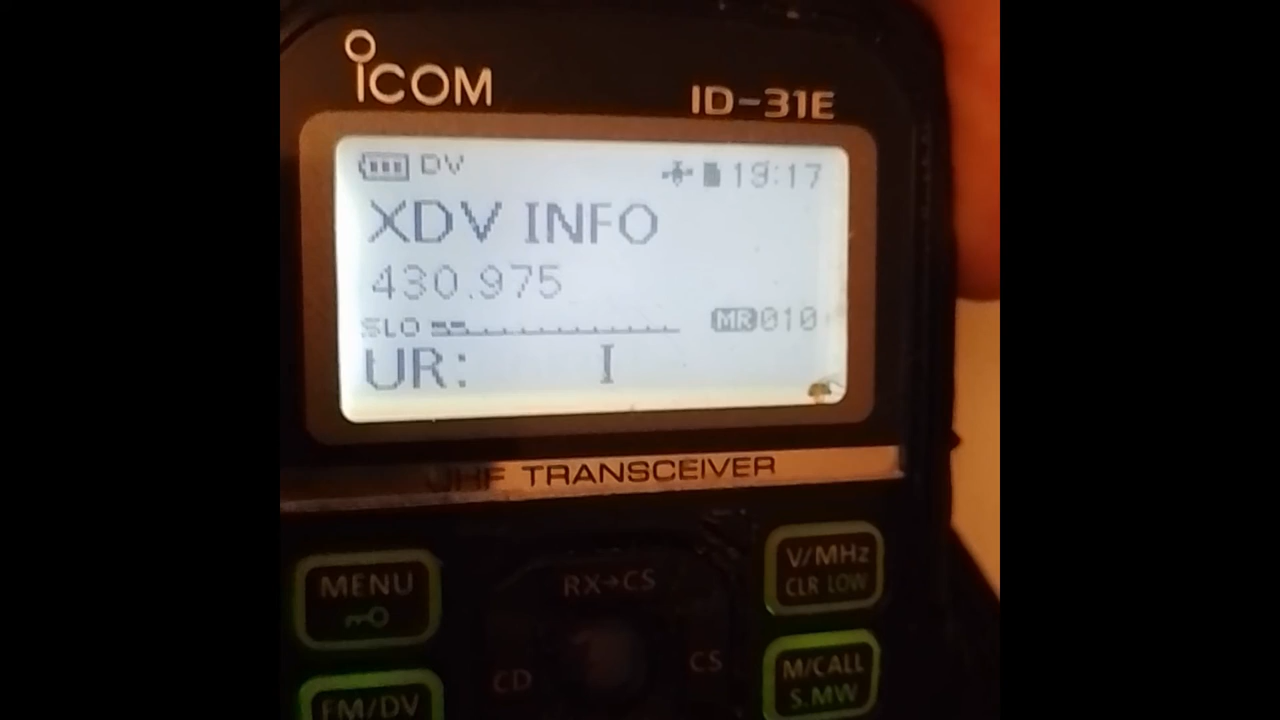 ICOM
ID-31E
DV 19:17
XDV INFO
430.975
SLO MR 010
UR: I
UHF TRANSCEIVER
MENU
RX→CS
V/MHz
CLR LOW
CD
CS
M/CALL
S.MW
FM/DV